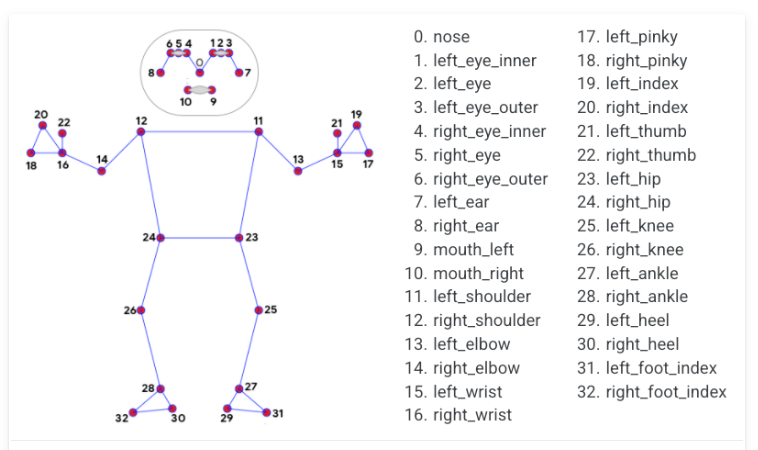 6 5 4 1 2 3
0
8 7
10 9
20 22 12 11 21 19
18 16 14 13 15 17
24 23
26 25
28 27
32 30 29 31
0. nose
1. left_eye_inner
2. left_eye
3. left_eye_outer
4. right_eye_inner
5. right_eye
6. right_eye_outer
7. left_ear
8. right_ear
9. mouth_left
10. mouth_right
11. left_shoulder
12. right_shoulder
13. left_elbow
14. right_elbow
15. left_wrist
16. right_wrist
17. left_pinky
18. right_pinky
19. left_index
20. right_index
21. left_thumb
22. right_thumb
23. left_hip
24. right_hip
25. left_knee
26. right_knee
27. left_ankle
28. right_ankle
29. left_heel
30. right_heel
31. left_foot_index
32. right_foot_index